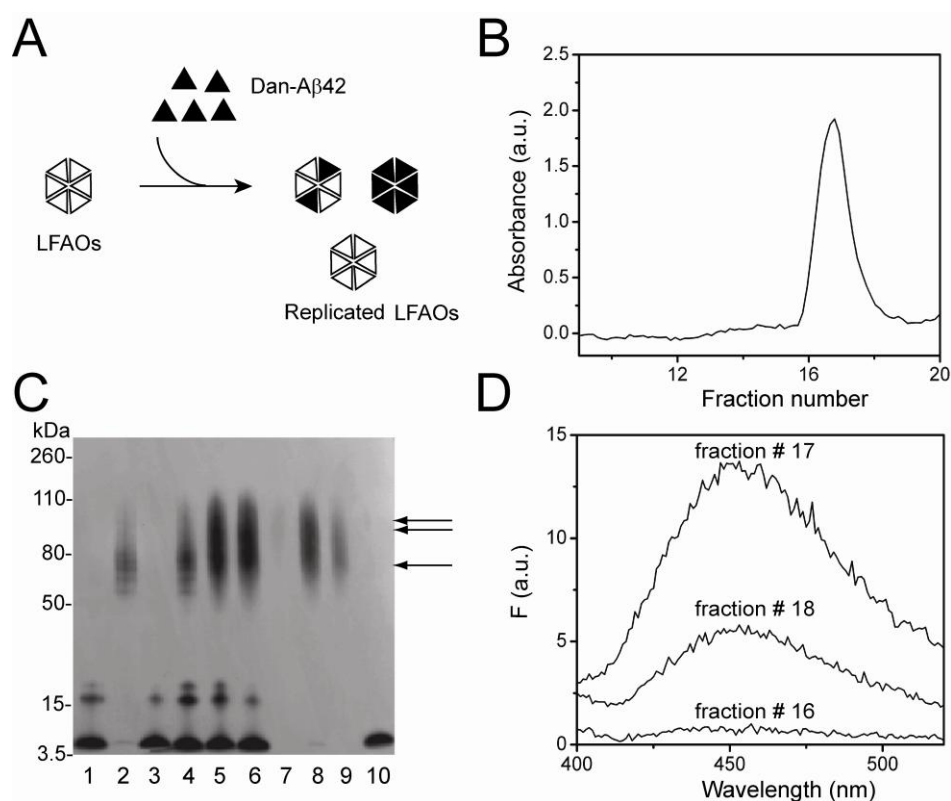 A
Dan-Aβ42
LFAOs
Replicated LFAOs
B
Absorbance (a.u.)
2.5
2.0
1.5
1.0
0.5
0.0
12
16
20
Fraction number
C
kDa
260-
110-
80-
50-
15-
3.5-
1 2 3 4 5 6 7 8 9 10
D
F (a.u.)
15
10
5
0
fraction # 17
fraction # 18
fraction # 16
400
450
500
Wavelength (nm)